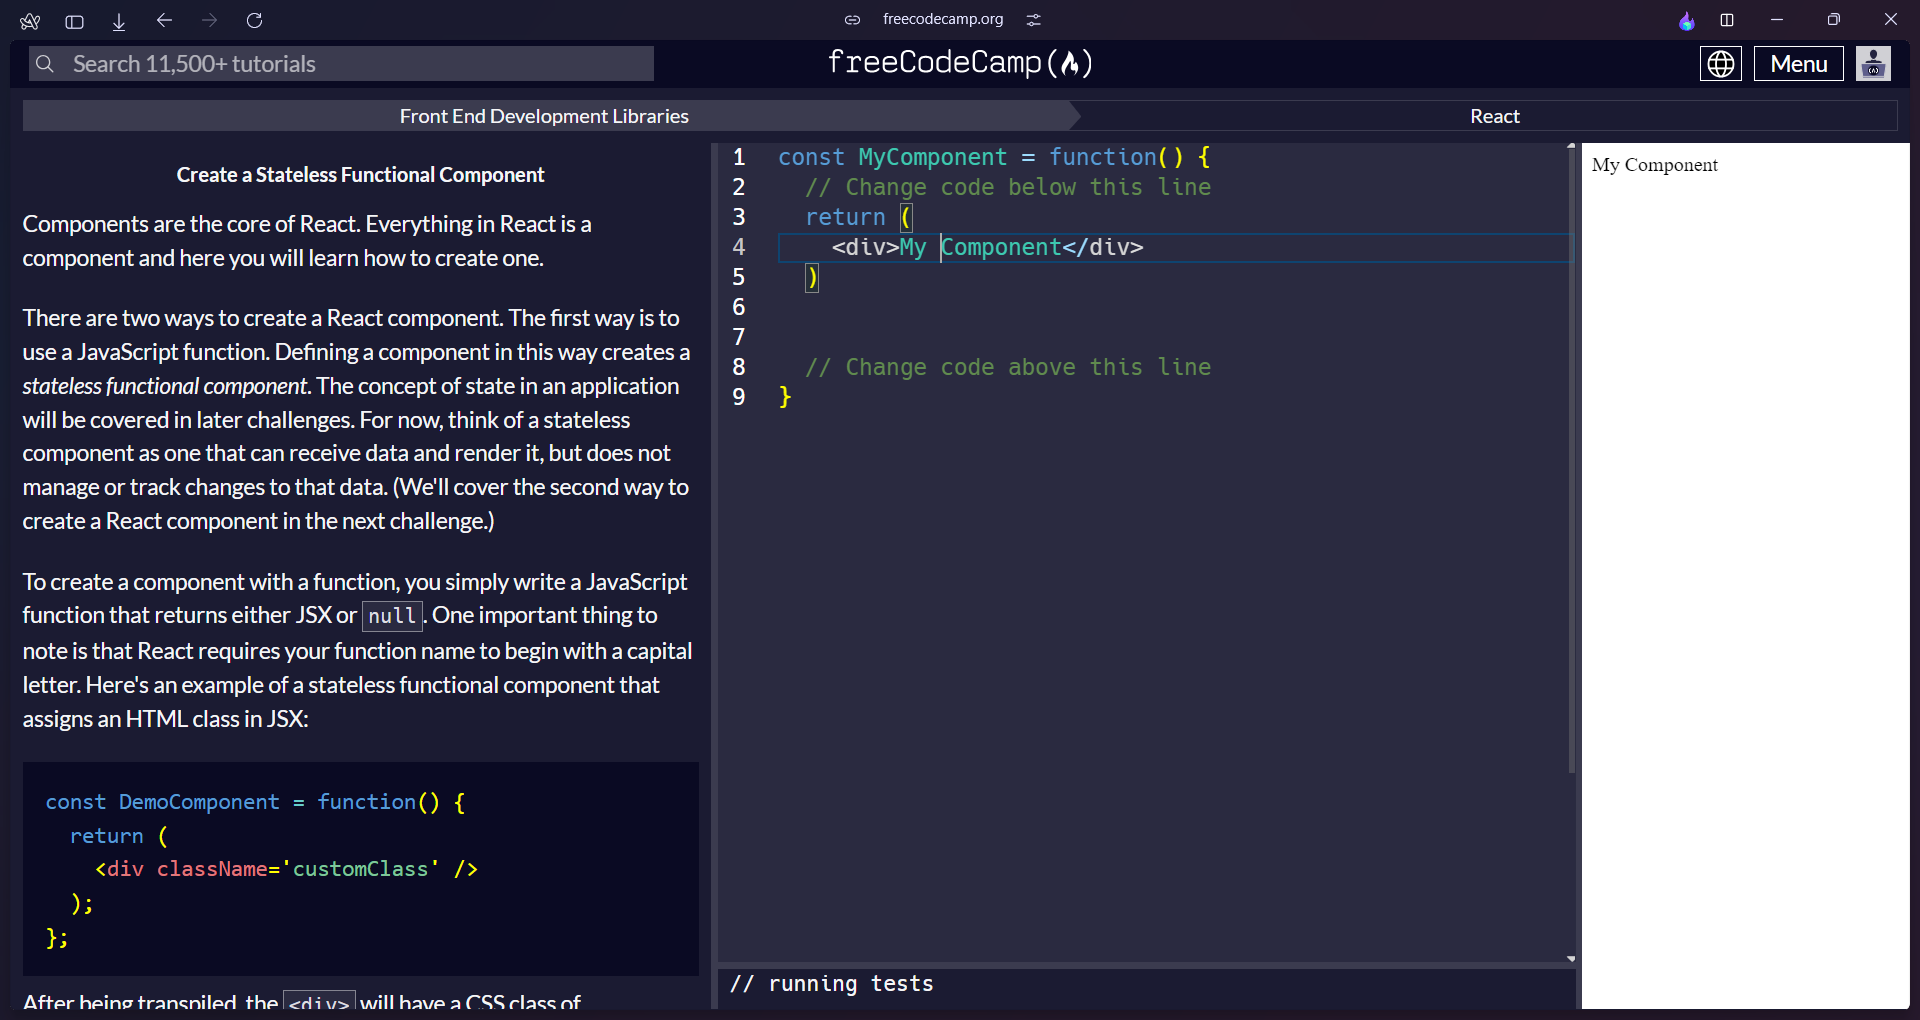 freecodecamp.org
Search 11,500+ tutorials
freeCodeCamp(🔥)
Menu
Front End Development Libraries
React
Create a Stateless Functional Component
Components are the core of React. Everything in React is a
component and here you will learn how to create one.
There are two ways to create a React component. The first way is to
use a JavaScript function. Defining a component in this way creates a
stateless functional component. The concept of state in an application
will be covered in later challenges. For now, think of a stateless
component as one that can receive data and render it, but does not
manage or track changes to that data. (We'll cover the second way to
create a React component in the next challenge.)
To create a component with a function, you simply write a JavaScript
function that returns either JSX or null. One important thing to
note is that React requires your function name to begin with a capital
letter. Here's an example of a stateless functional component that
assigns an HTML class in JSX:
const DemoComponent = function() {
return (
<div className='customClass' />
);
};
After being transpiled, the <div> will have a CSS class of
1 const MyComponent = function() {
2 // Change code below this line
3 return (
4 <div>My Component</div>
5 )
6
7
8 // Change code above this line
9 }
// running tests
My Component